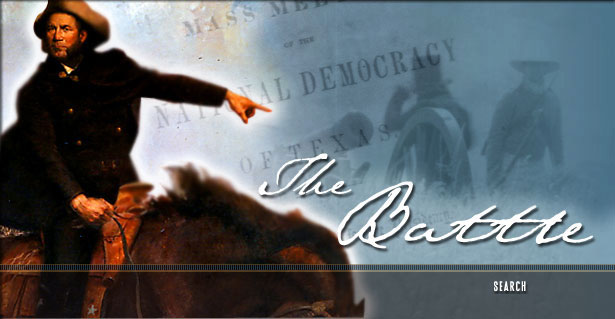 MASS MEE
OF THE
NATIONAL DEMOCRACY
OF TEXAS.
The
Battle
SEARCH